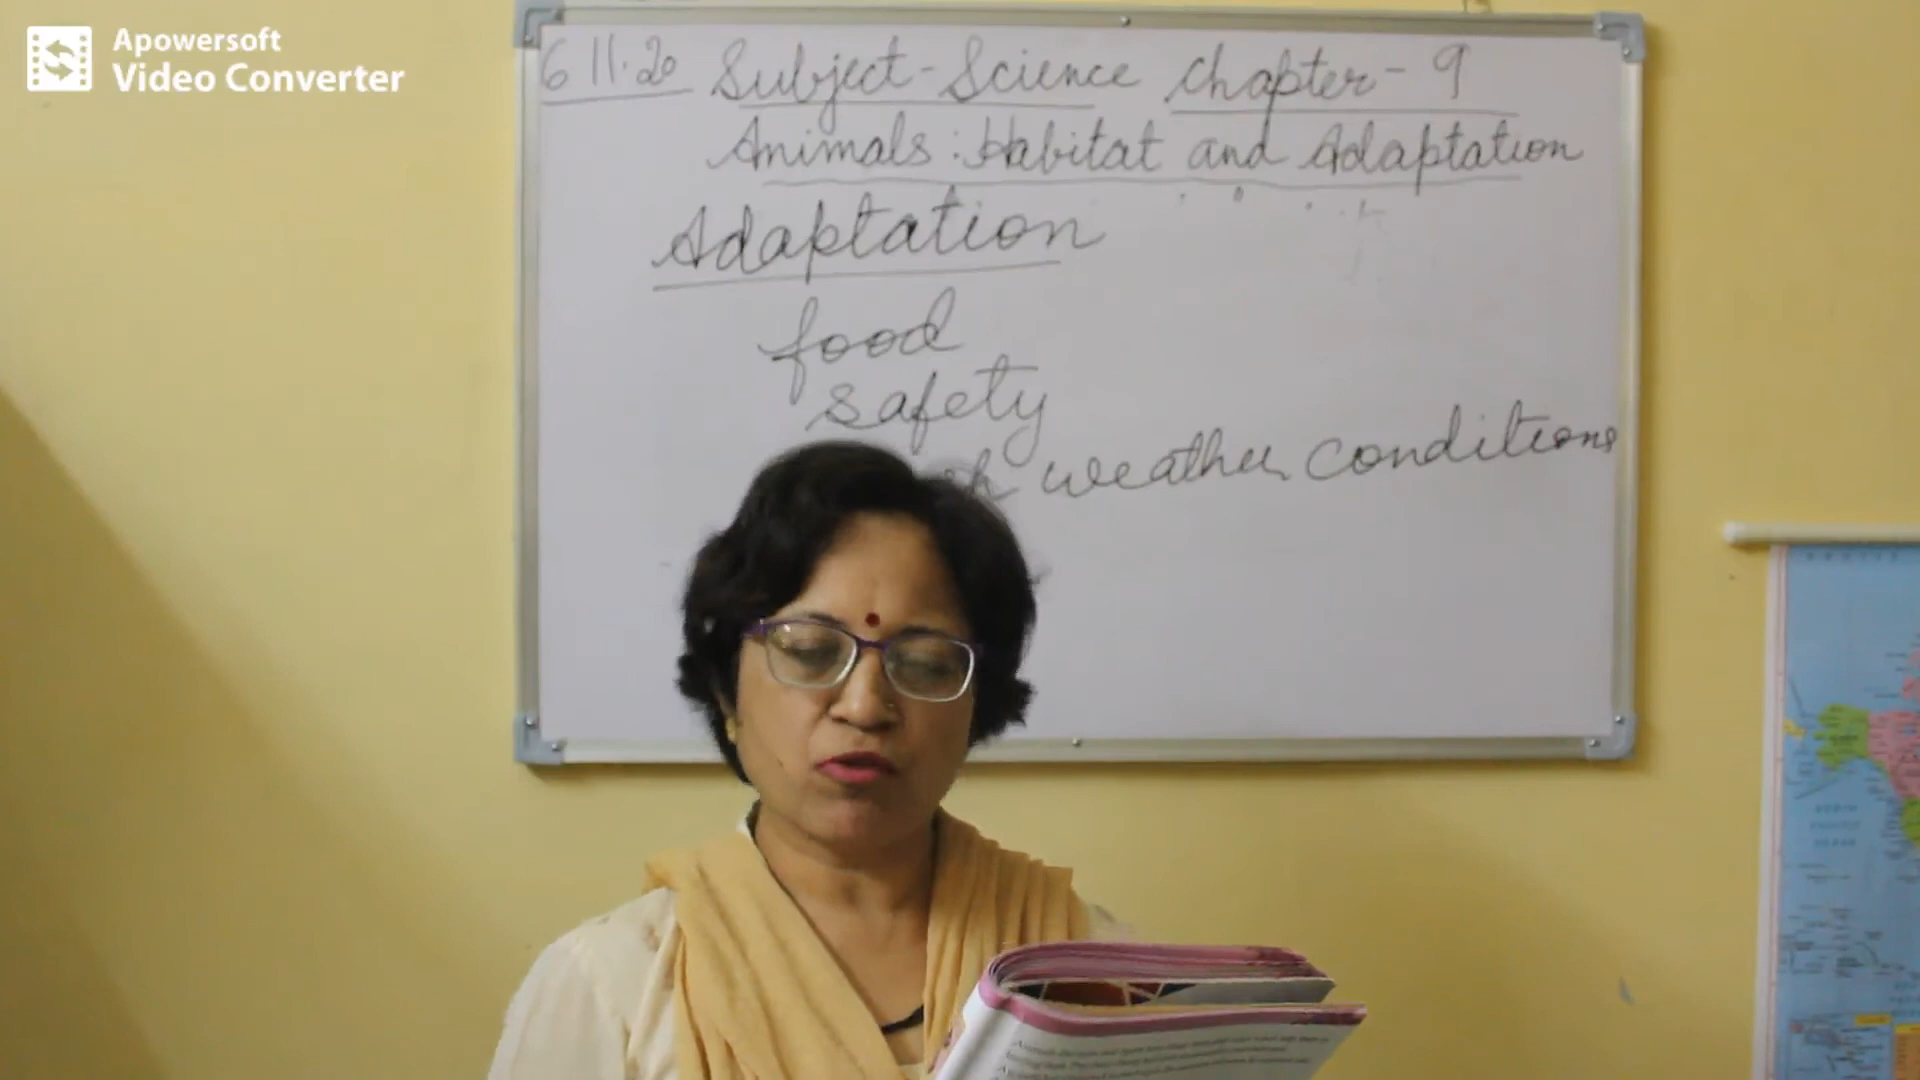 Apowersoft
Video Converter
6 11.20 Subject-Science Chapter-9
Animals: Habitat and Adaptation
Adaptation
food
safety
weather conditions